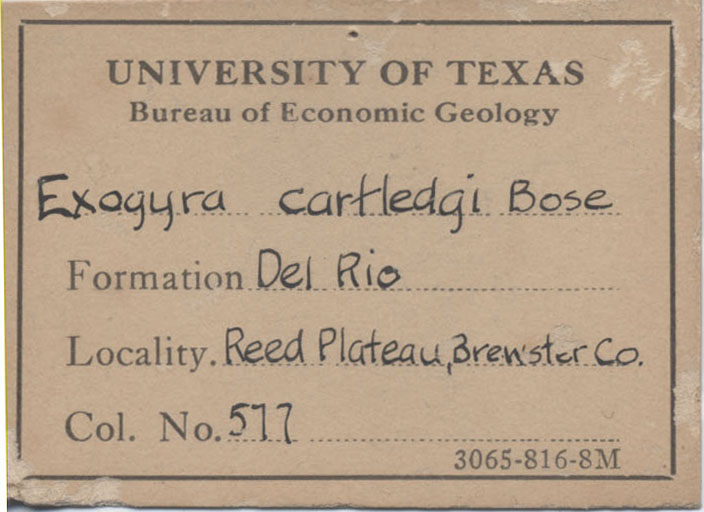 UNIVERSITY OF TEXAS
Bureau of Economic Geology
Exogyra cartledgi Bose
Formation Del Rio
Locality. Reed Plateau, Brewster Co.
Col. No. 577
3065-816-8M